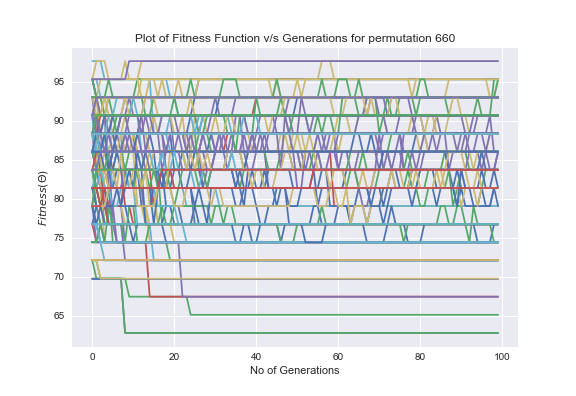 Plot of Fitness Function v/s Generations for permutation 660
95
90
85
80
75
70
65
Fitness(Θ)
0 20 40 60 80 100
No of Generations